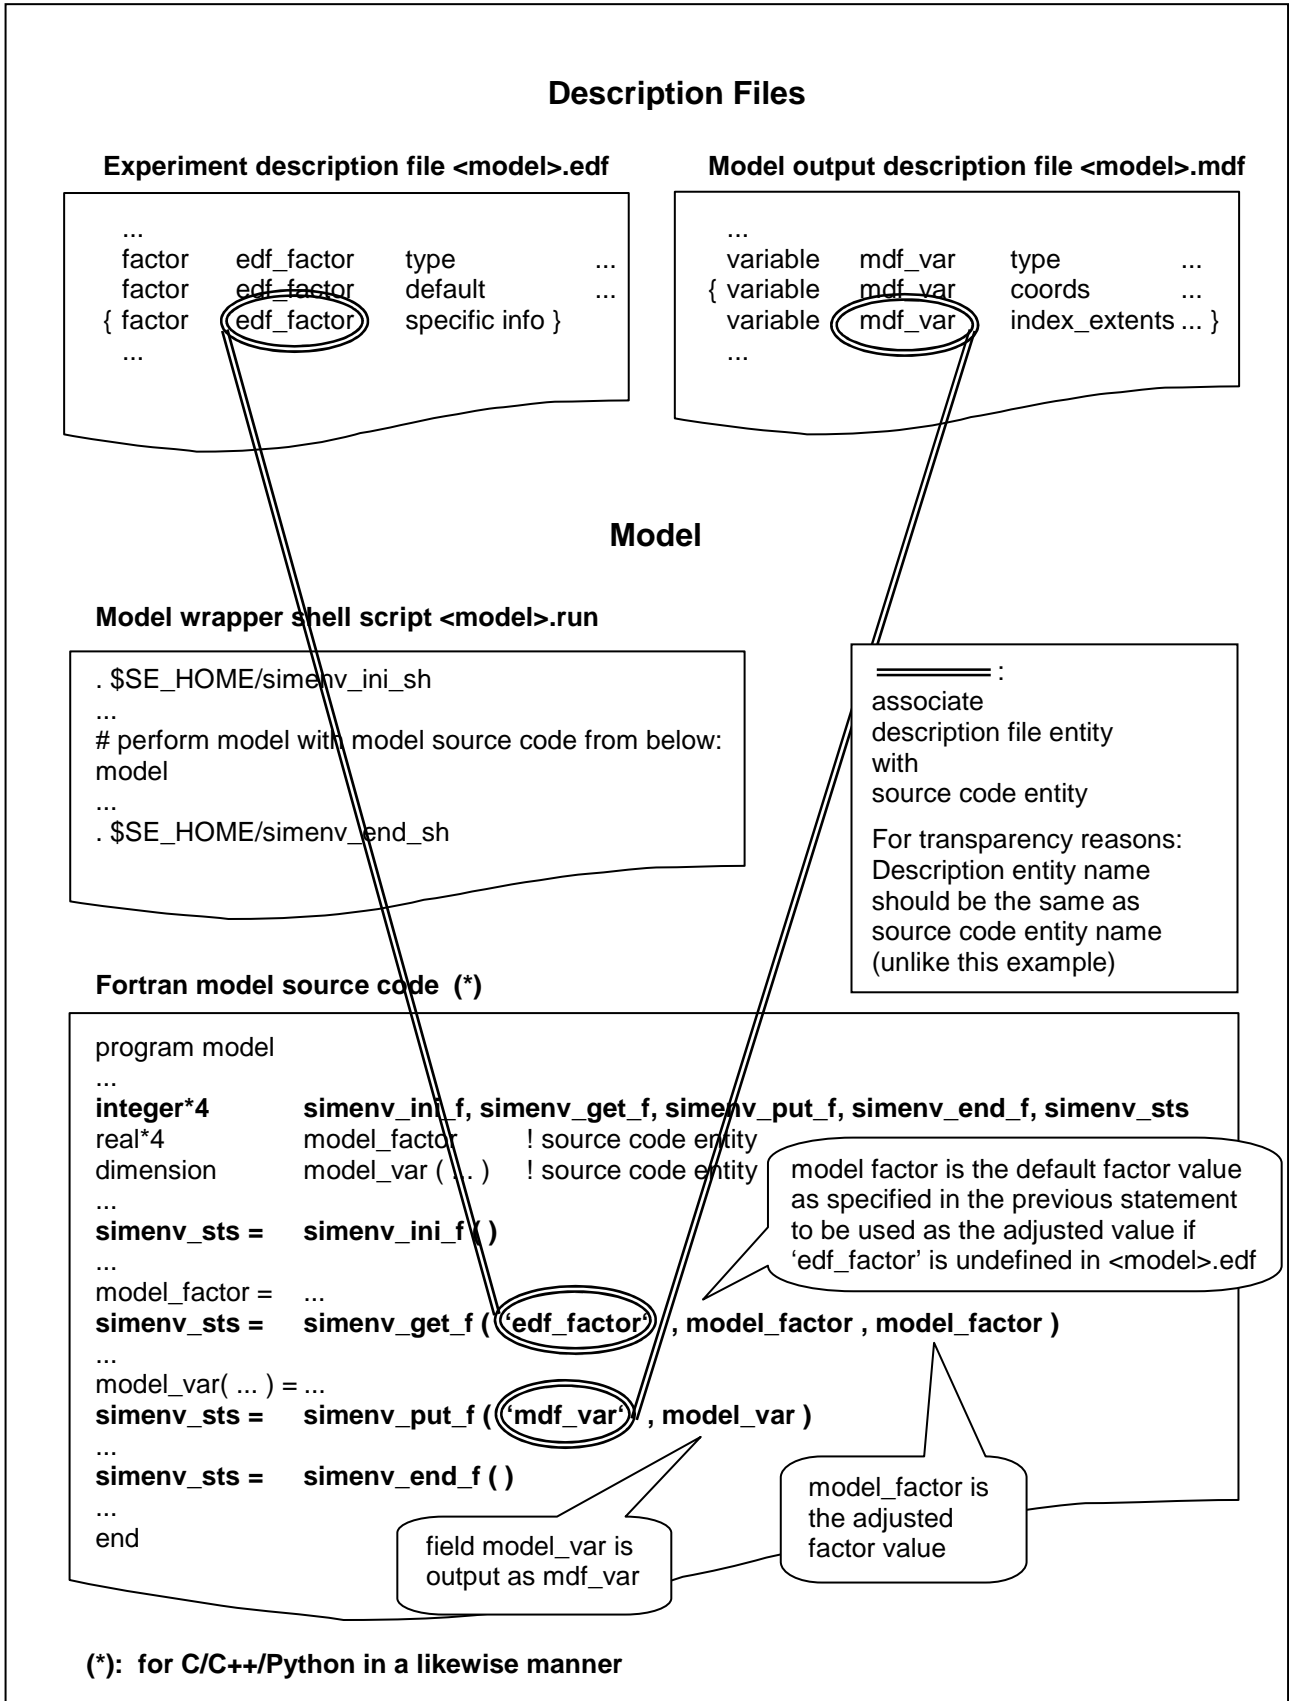 Description Files
Experiment description file <model>.edf
...
factor edf_factor type ...
factor edf_factor default ...
{ factor edf_factor specific info }
...
Model output description file <model>.mdf
...
variable mdf_var type ...
{ variable mdf_var coords ...
variable mdf_var index_extents ... }
...
Model
Model wrapper shell script <model>.run
. $SE_HOME/simenv_ini_sh
...
# perform model with model source code from below:
model
...
. $SE_HOME/simenv_end_sh
:
associate
description file entity
with
source code entity
For transparency reasons:
Description entity name
should be the same as
source code entity name
(unlike this example)
Fortran model source code (*)
program model
...
integer*4 simenv_ini_f, simenv_get_f, simenv_put_f, simenv_end_f, simenv_sts
real*4 model_factor ! source code entity
dimension model_var ( ... ) ! source code entity
...
simenv_sts = simenv_ini_f ( )
...
model_factor = ...
simenv_sts = simenv_get_f ( ‘edf_factor‘ , model_factor , model_factor )
...
model_var( ... ) = ...
simenv_sts = simenv_put_f ( ‘mdf_var‘ , model_var )
...
simenv_sts = simenv_end_f ( )
...
end
model factor is the default factor value
as specified in the previous statement
to be used as the adjusted value if
‘edf_factor’ is undefined in <model>.edf
model_factor is
the adjusted
factor value
field model_var is
output as mdf_var
(*): for C/C++/Python in a likewise manner